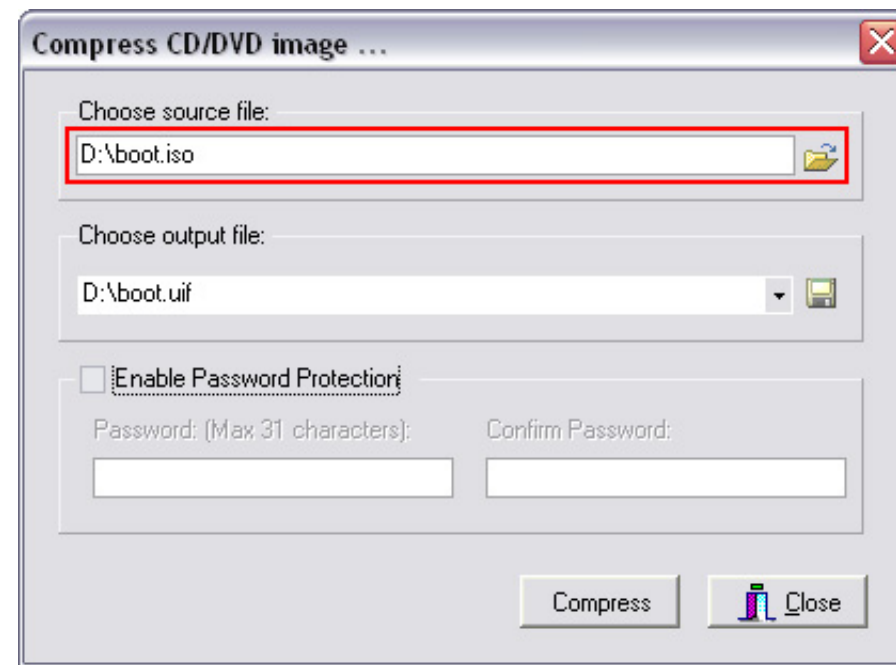 Compress CD/DVD image ...
Choose source file:
D:\boot.iso
Choose output file:
D:\boot.uif
Enable Password Protection
Password: (Max 31 characters):
Confirm Password:
Compress
Close